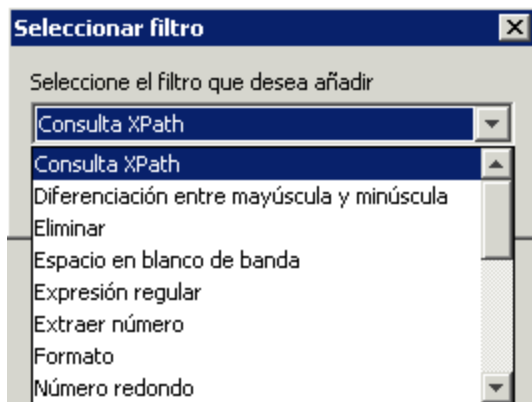 Seleccionar filtro
Seleccione el filtro que desea añadir
Consulta XPath
Consulta XPath
Diferenciación entre mayúscula y minúscula
Eliminar
Espacio en blanco de banda
Expresión regular
Extraer número
Formato
Número redondo